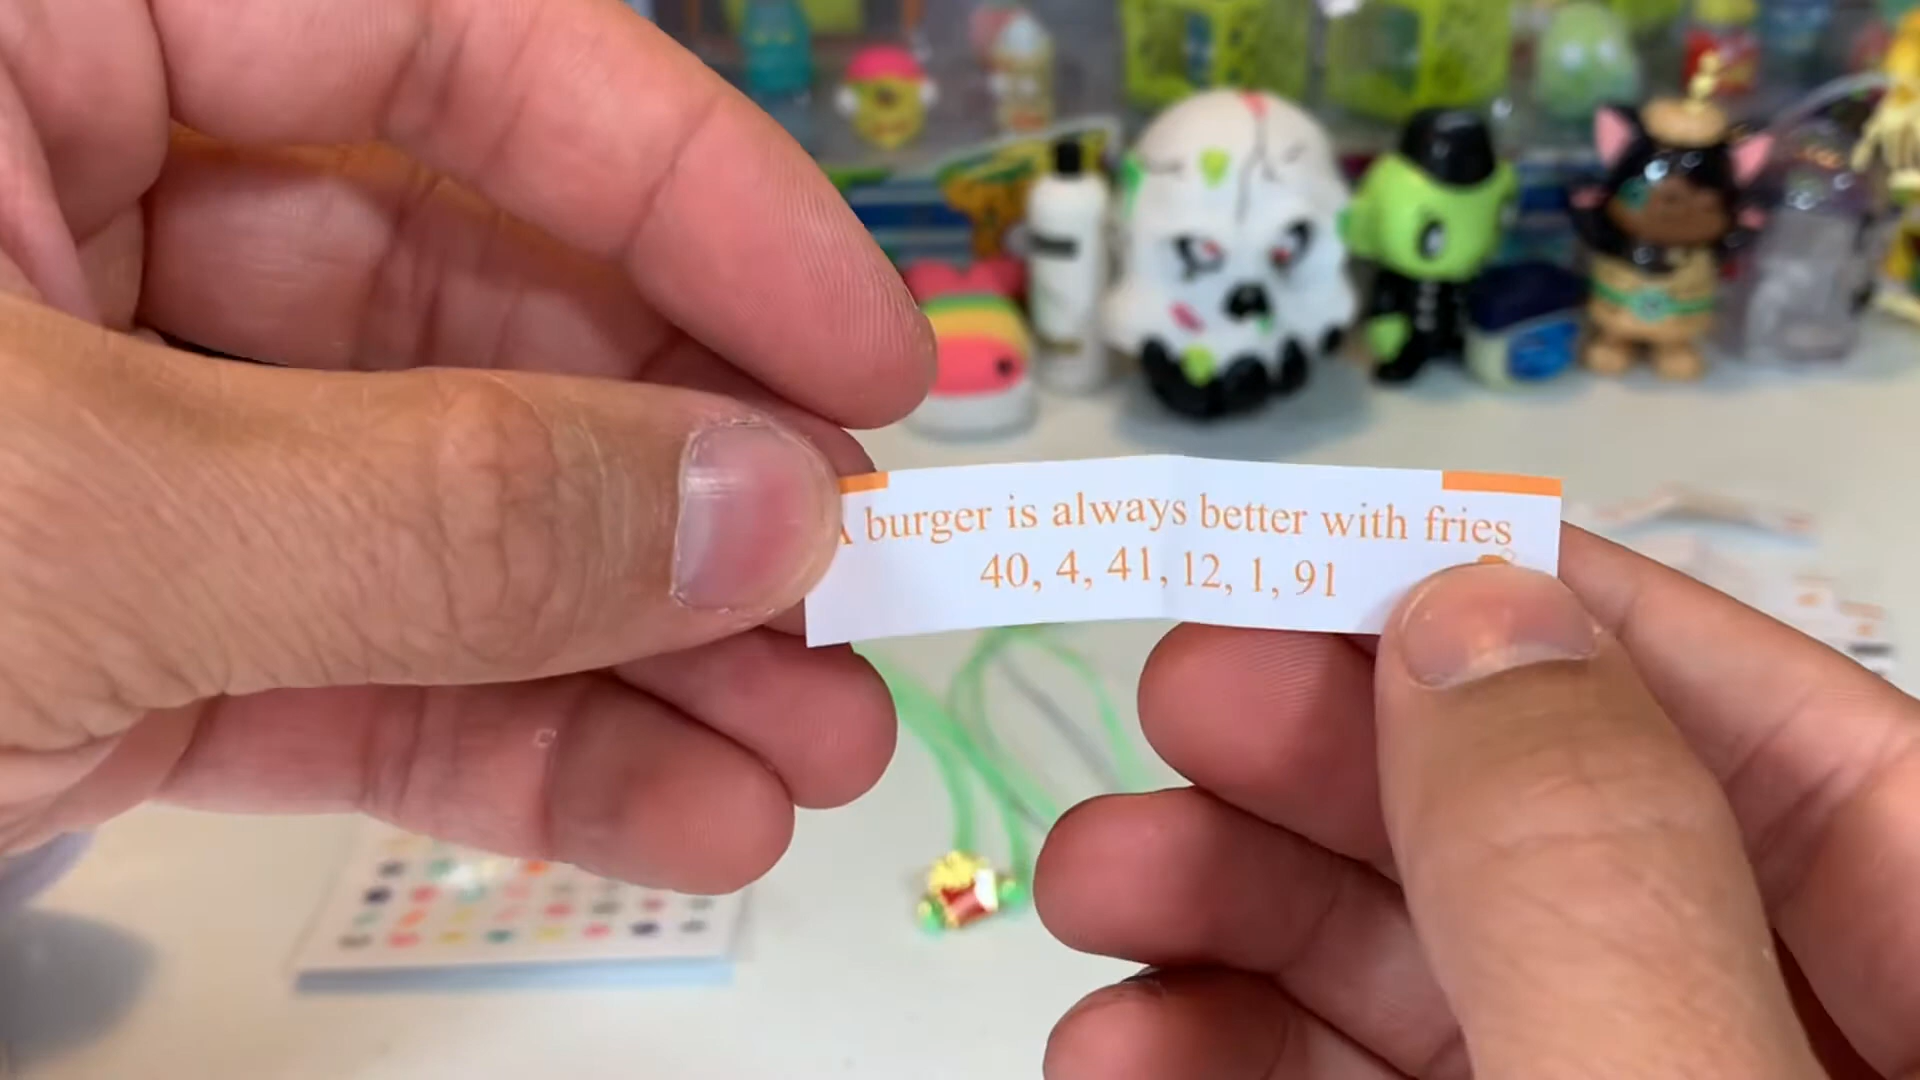 A burger is always better with fries
40, 4, 41, 12, 1, 91